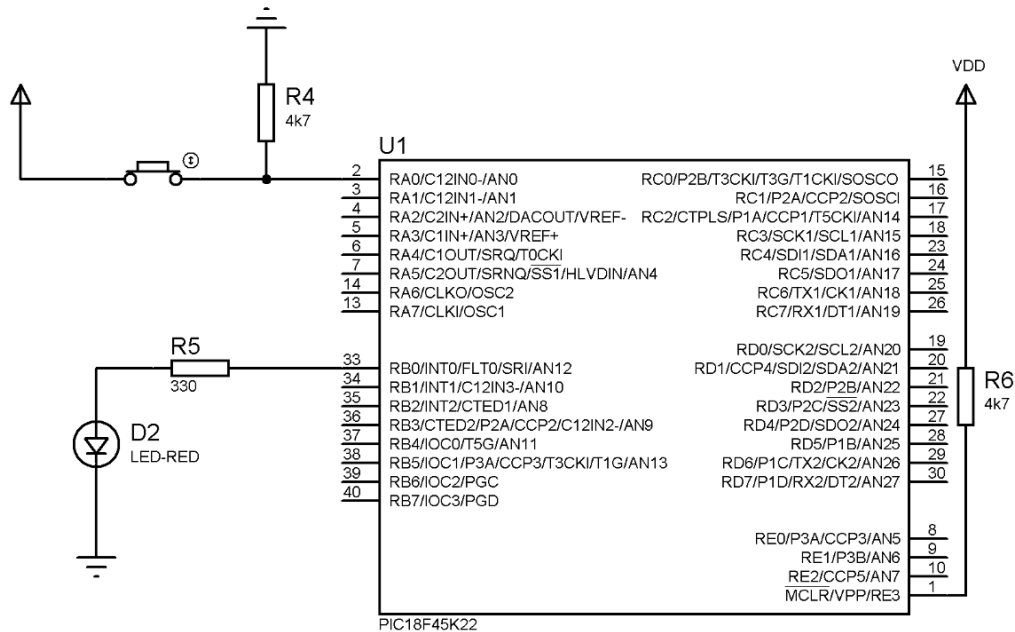 VDD
R4
4k7
U1
2 RA0/C12IN0-/AN0 RC0/P2B/T3CKI/T3G/T1CKI/SOSCO 15
3 RA1/C12IN1-/AN1 RC1/P2A/CCP2/SOSCI 16
4 RA2/C2IN+/AN2/DACOUT/VREF- RC2/CTPLS/P1A/CCP1/T5CKI/AN14 17
5 RA3/C1IN+/AN3/VREF+ RC3/SCK1/SCL1/AN15 18
6 RA4/C1OUT/SRQ/T0CKI RC4/SDI1/SDA1/AN16 23
7 RA5/C2OUT/SRNQ/SS1/HLVDIN/AN4 RC5/SDO1/AN17 24
14 RA6/CLKO/OSC2 RC6/TX1/CK1/AN18 25
13 RA7/CLKI/OSC1 RC7/RX1/DT1/AN19 26
RD0/SCK2/SCL2/AN20 19
R5
330
33 RB0/INT0/FLT0/SRI/AN12 RD1/CCP4/SDI2/SDA2/AN21 20
34 RB1/INT1/C12IN3-/AN10 RD2/P2B/AN22 21
35 RB2/INT2/CTED1/AN8 RD3/P2C/SS2/AN23 22
36 RB3/CTED2/P2A/CCP2/C12IN2-/AN9 RD4/P2D/SDO2/AN24 27
37 RB4/IOC0/T5G/AN11 RD5/P1B/AN25 28
38 RB5/IOC1/P3A/CCP3/T3CKI/T1G/AN13 RD6/P1C/TX2/CK2/AN26 29
39 RB6/IOC2/PGC RD7/P1D/RX2/DT2/AN27 30
40 RB7/IOC3/PGD
R6
4k7
D2
LED-RED
RE0/P3A/CCP3/AN5 8
RE1/P3B/AN6 9
RE2/CCP5/AN7 10
MCLR/VPP/RE3 1
PIC18F45K22